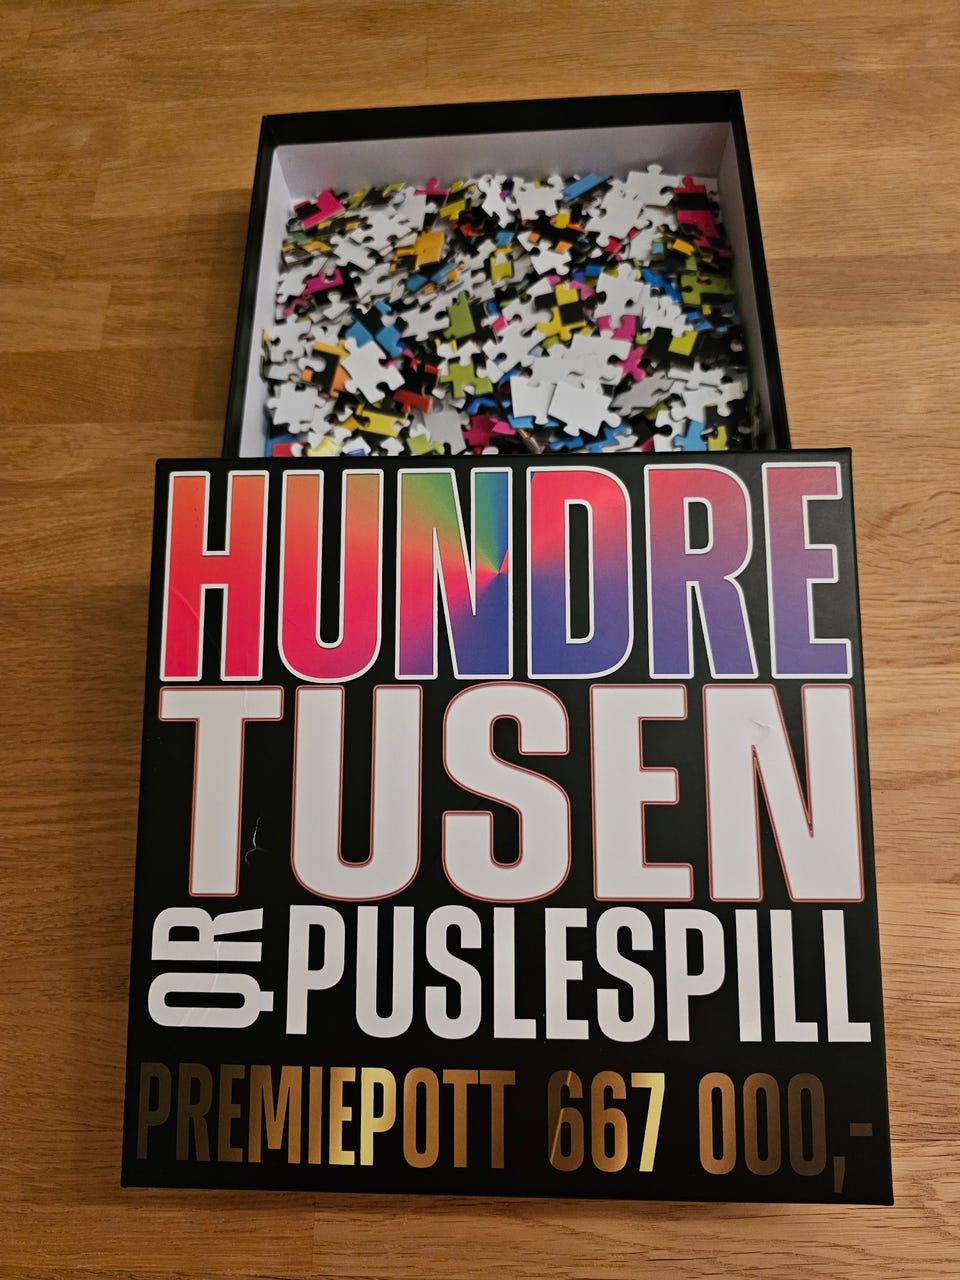 HUNDRE
TUSEN
QR PUSLESPILL
PREMIEPOTT 667 000,-